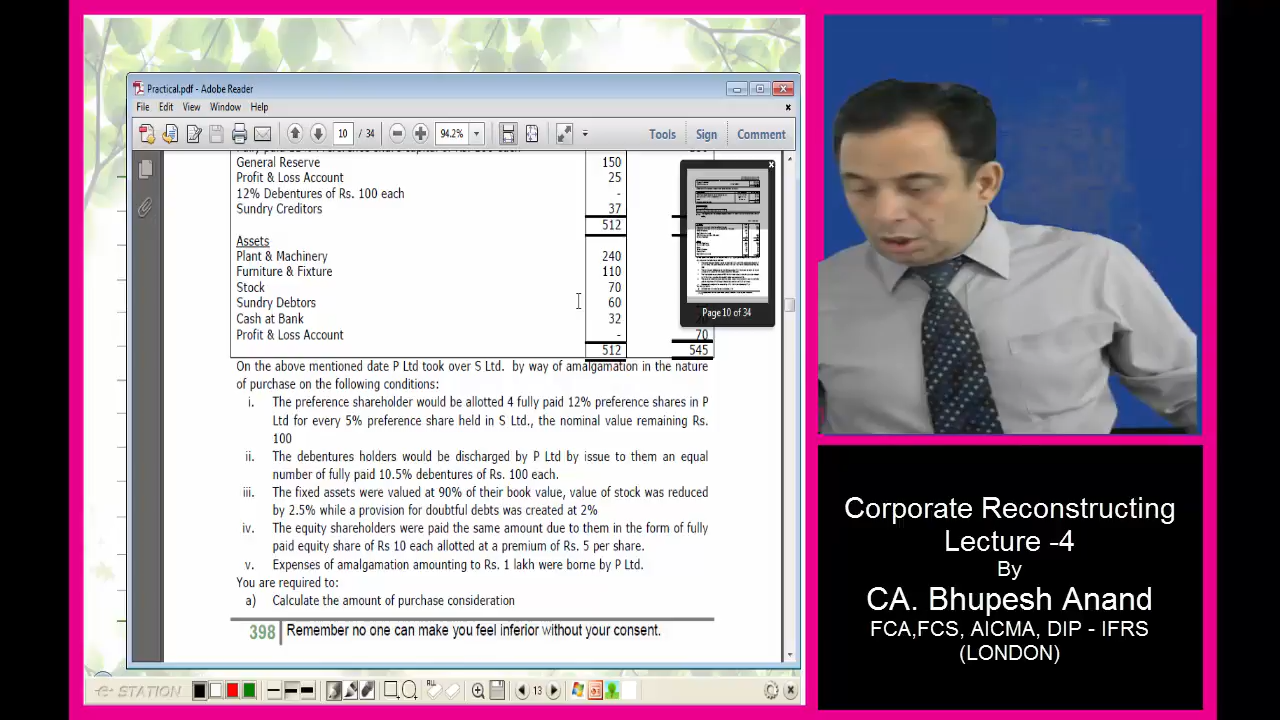 Practical.pdf - Adobe Reader
File Edit View Window Help
10 / 34 94.2% Tools Sign Comment
General Reserve 150
Profit & Loss Account 25
12% Debentures of Rs. 100 each -
Sundry Creditors 37
512
Assets
Plant & Machinery 240
Furniture & Fixture 110
Stock 70
Sundry Debtors 60
Cash at Bank 32
Profit & Loss Account - 70
512 545
Page 10 of 34
On the above mentioned date P Ltd took over S Ltd. by way of amalgamation in the nature
of purchase on the following conditions:
i. The preference shareholder would be allotted 4 fully paid 12% preference shares in P
Ltd for every 5% preference share held in S Ltd., the nominal value remaining Rs.
100
ii. The debentures holders would be discharged by P Ltd by issue to them an equal
number of fully paid 10.5% debentures of Rs. 100 each.
iii. The fixed assets were valued at 90% of their book value, value of stock was reduced
by 2.5% while a provision for doubtful debts was created at 2%
iv. The equity shareholders were paid the same amount due to them in the form of fully
paid equity share of Rs 10 each allotted at a premium of Rs. 5 per share.
v. Expenses of amalgamation amounting to Rs. 1 lakh were borne by P Ltd.
You are required to:
a) Calculate the amount of purchase consideration
398 Remember no one can make you feel inferior without your consent.
e-STATION
13
Corporate Reconstructing
Lecture -4
By
CA. Bhupesh Anand
FCA,FCS, AICMA, DIP - IFRS
(LONDON)